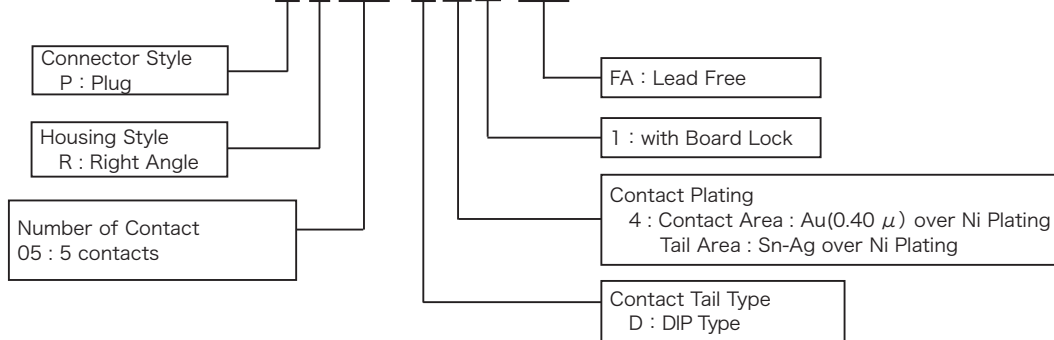 Connector Style
P : Plug
Housing Style
R : Right Angle
Number of Contact
05 : 5 contacts
FA : Lead Free
1 : with Board Lock
Contact Plating
4 : Contact Area : Au(0.40 μ) over Ni Plating
Tail Area : Sn-Ag over Ni Plating
Contact Tail Type
D : DIP Type